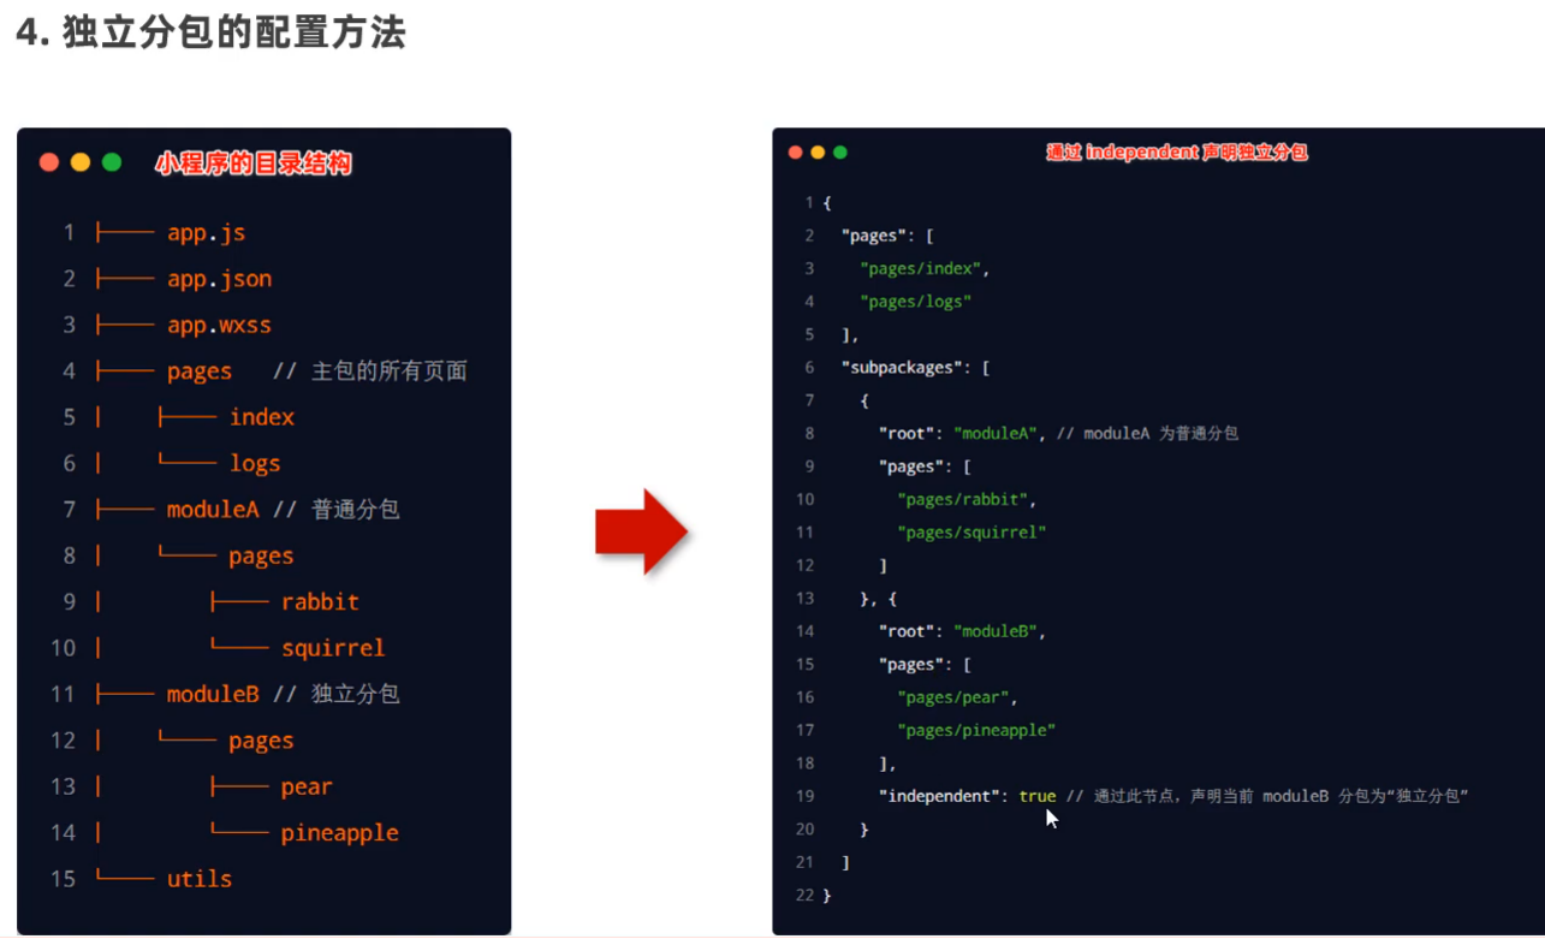 4. 独立分包的配置方法
小程序的目录结构
1 ├── app.js
2 ├── app.json
3 ├── app.wxss
4 ├── pages // 主包的所有页面
5 │ ├── index
6 │ └── logs
7 ├── moduleA // 普通分包
8 │ └── pages
9 │ ├── rabbit
10 │ └── squirrel
11 ├── moduleB // 独立分包
12 │ └── pages
13 │ ├── pear
14 │ └── pineapple
15 └── utils
通过 independent 声明独立分包
1 {
2 "pages": [
3 "pages/index",
4 "pages/logs"
5 ],
6 "subpackages": [
7 {
8 "root": "moduleA", // moduleA 为普通分包
9 "pages": [
10 "pages/rabbit",
11 "pages/squirrel"
12 ]
13 }, {
14 "root": "moduleB",
15 "pages": [
16 "pages/pear",
17 "pages/pineapple"
18 ],
19 "independent": true // 通过此节点，声明当前 moduleB 分包为“独立分包”
20 }
21 ]
22 }